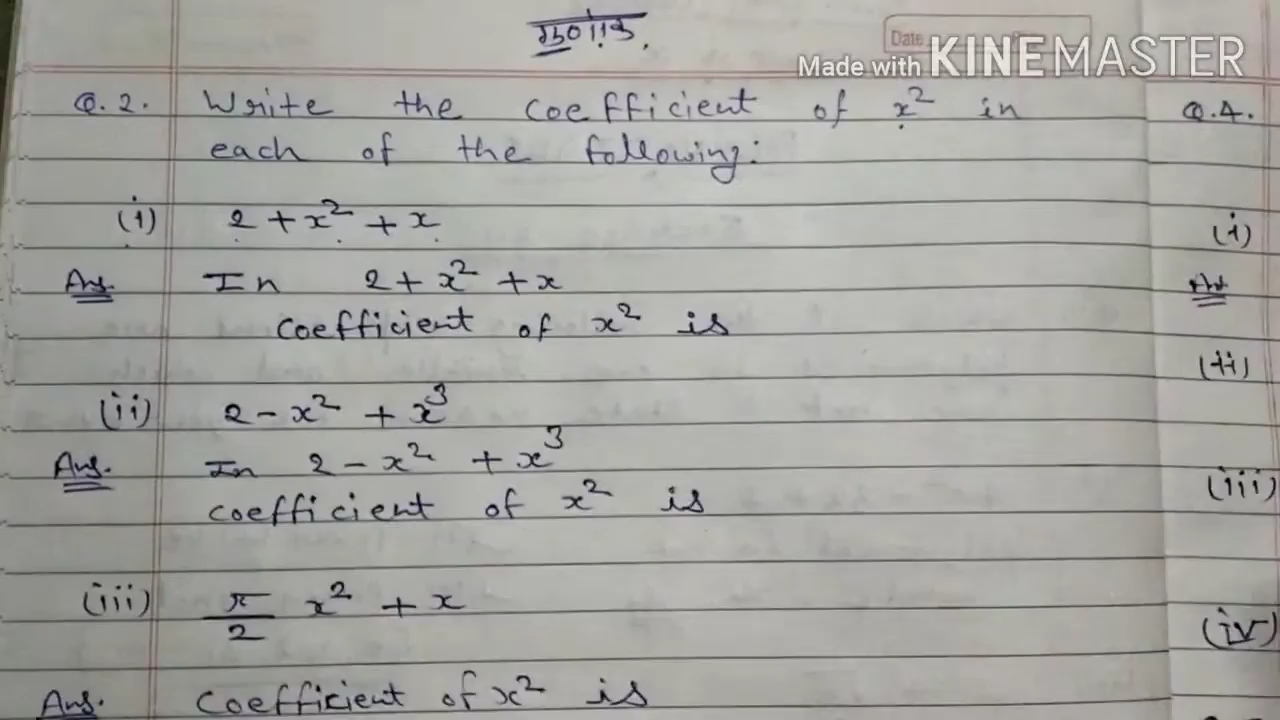 Date
Made with KINEMASTER
Q.2. Write the coefficient of x² in
each of the following:
(i) 2 + x² + x
Ans. In 2 + x² + x
coefficient of x² is
(ii) 2 - x² + x³
Ans. In 2 - x² + x³
coefficient of x² is
(iii) π/2 x² + x
Ans. Coefficient of x² is
Q.4.
(i)
Ans
(ii)
(iii)
(iv)